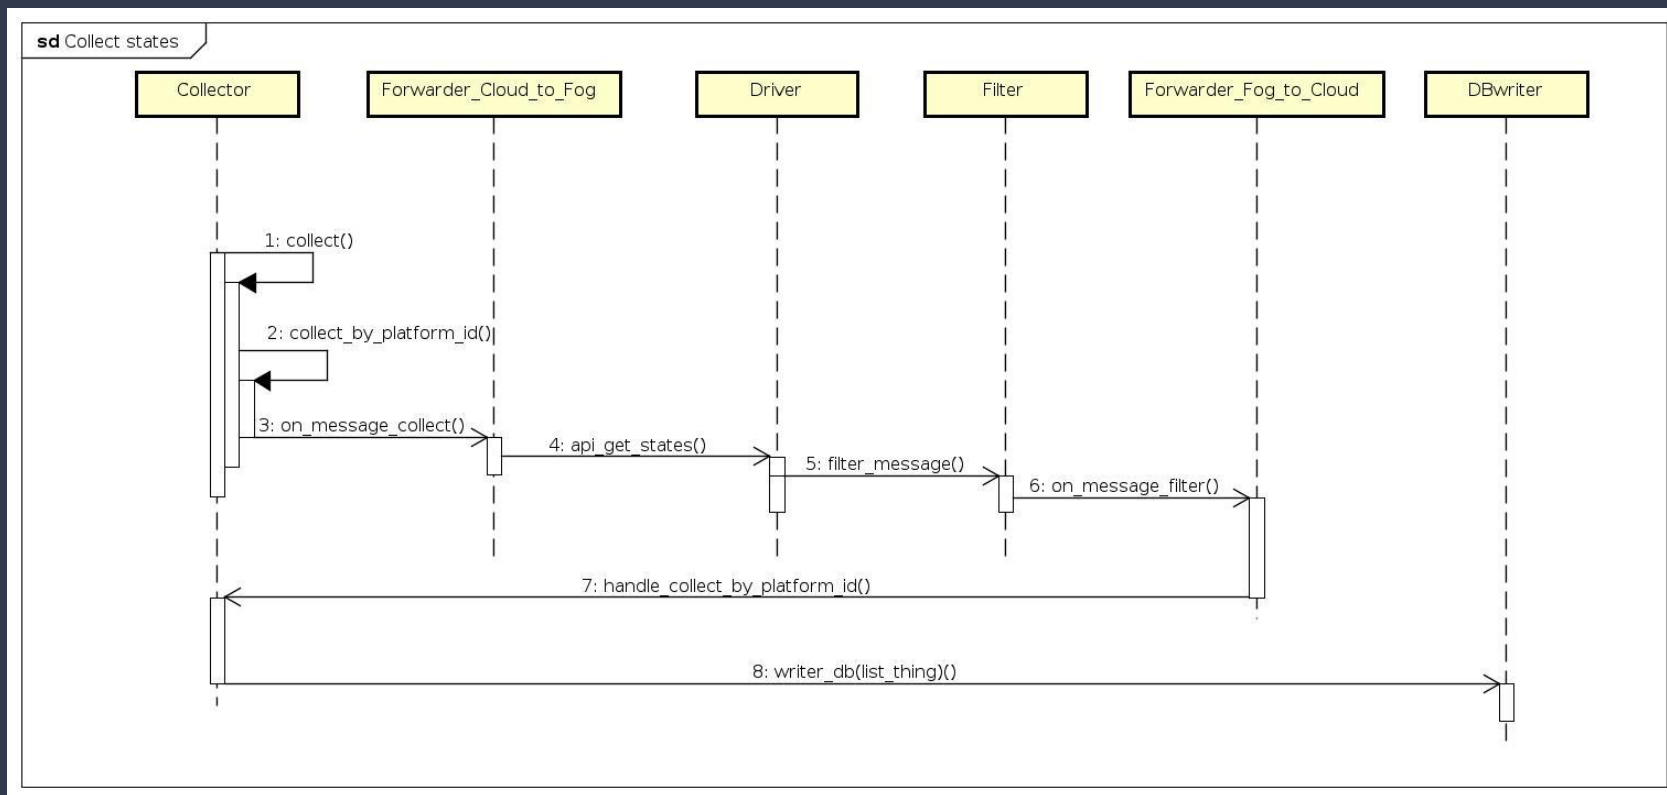 sd Collect states
Collector
Forwarder_Cloud_to_Fog
Driver
Filter
Forwarder_Fog_to_Cloud
DBwriter
1: collect()
2: collect_by_platform_id()
3: on_message_collect()
4: api_get_states()
5: filter_message()
6: on_message_filter()
7: handle_collect_by_platform_id()
8: writer_db(list_thing)()